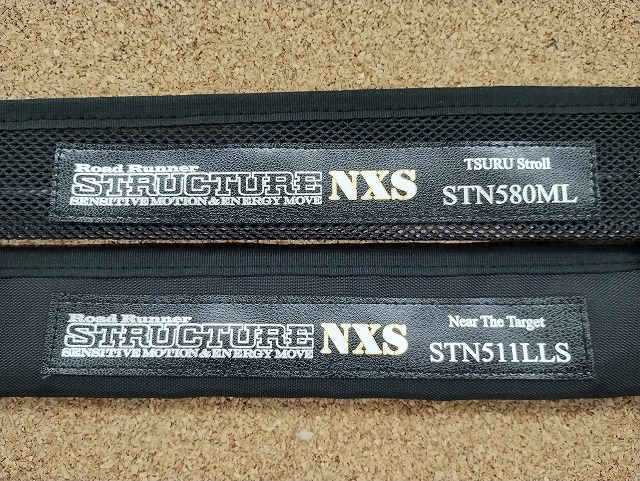 Road Runner
STRUCTURE NXS
SENSITIVE MOTION & ENERGY MOVE
TSURU Stroll
STN580ML
Road Runner
STRUCTURE NXS
SENSITIVE MOTION & ENERGY MOVE
Near The Target
STN511LLS